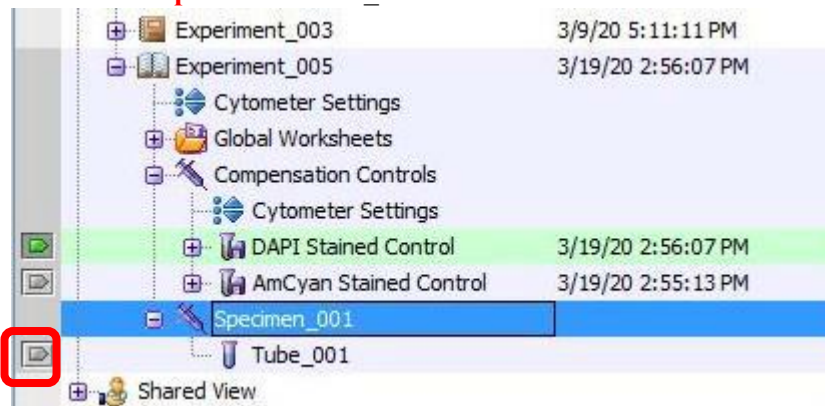 Experiment_003 3/9/20 5:11:11 PM
Experiment_005 3/19/20 2:56:07 PM
Cytometer Settings
Global Worksheets
Compensation Controls
Cytometer Settings
DAPI Stained Control 3/19/20 2:56:07 PM
AmCyan Stained Control 3/19/20 2:55:13 PM
Specimen_001
Tube_001
Shared View